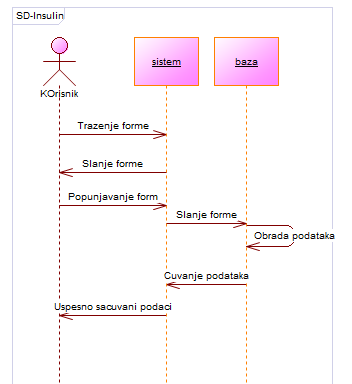 SD-Insulin
sistem
baza
KOrisnik
Trazenje forme
Slanje forme
Popunjavanje form
Slanje forme
Obrada podataka
Cuvanje podataka
Uspesno sacuvani podaci